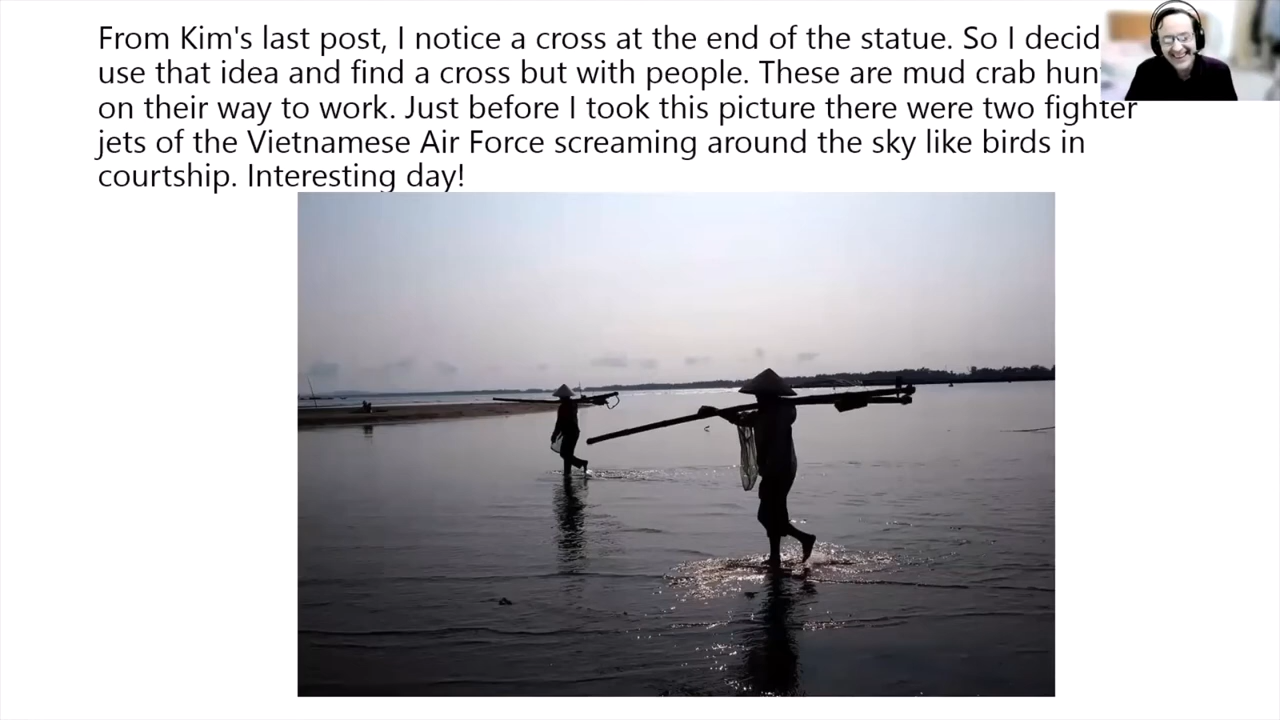 From Kim's last post, I notice a cross at the end of the statue. So I decid
use that idea and find a cross but with people. These are mud crab hun
on their way to work. Just before I took this picture there were two fighter
jets of the Vietnamese Air Force screaming around the sky like birds in
courtship. Interesting day!